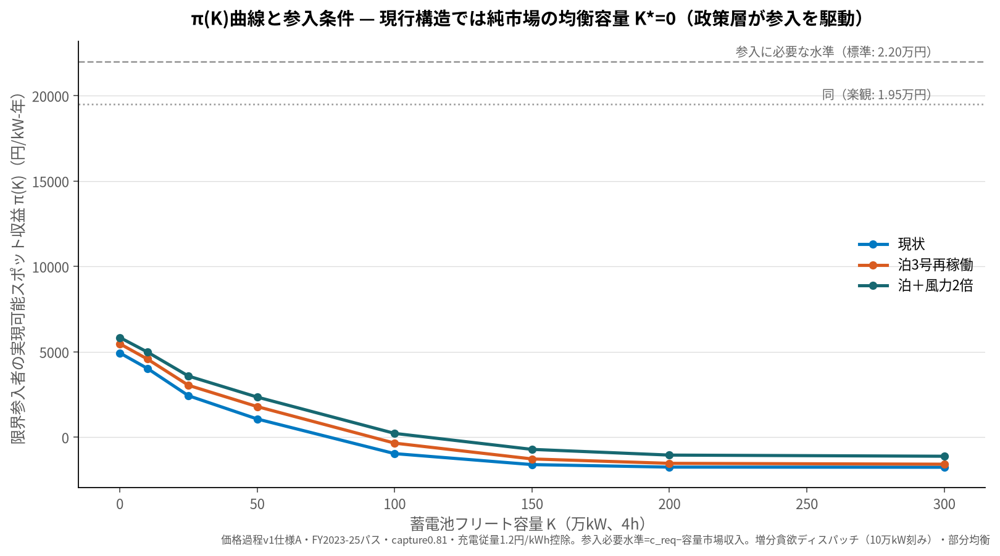 π(K)曲線と参入条件 — 現行構造では純市場の均衡容量 K*=0（政策層が参入を駆動）
参入に必要な水準（標準: 2.20万円）
同（楽観: 1.95万円）
限界参入者の実現可能スポット収益 π(K)（円/kW-年）
20000
15000
10000
5000
0
現状
泊3号再稼働
泊＋風力2倍
0 50 100 150 200 250 300
蓄電池フリート容量 K（万kW、4h）
価格過程v1仕様A・FY2023-25パス・capture0.81・充電従量1.2円/kWh控除。参入必要水準=c_req−容量市場収入。増分貪欲ディスパッチ（10万kW刻み）・部分均衡